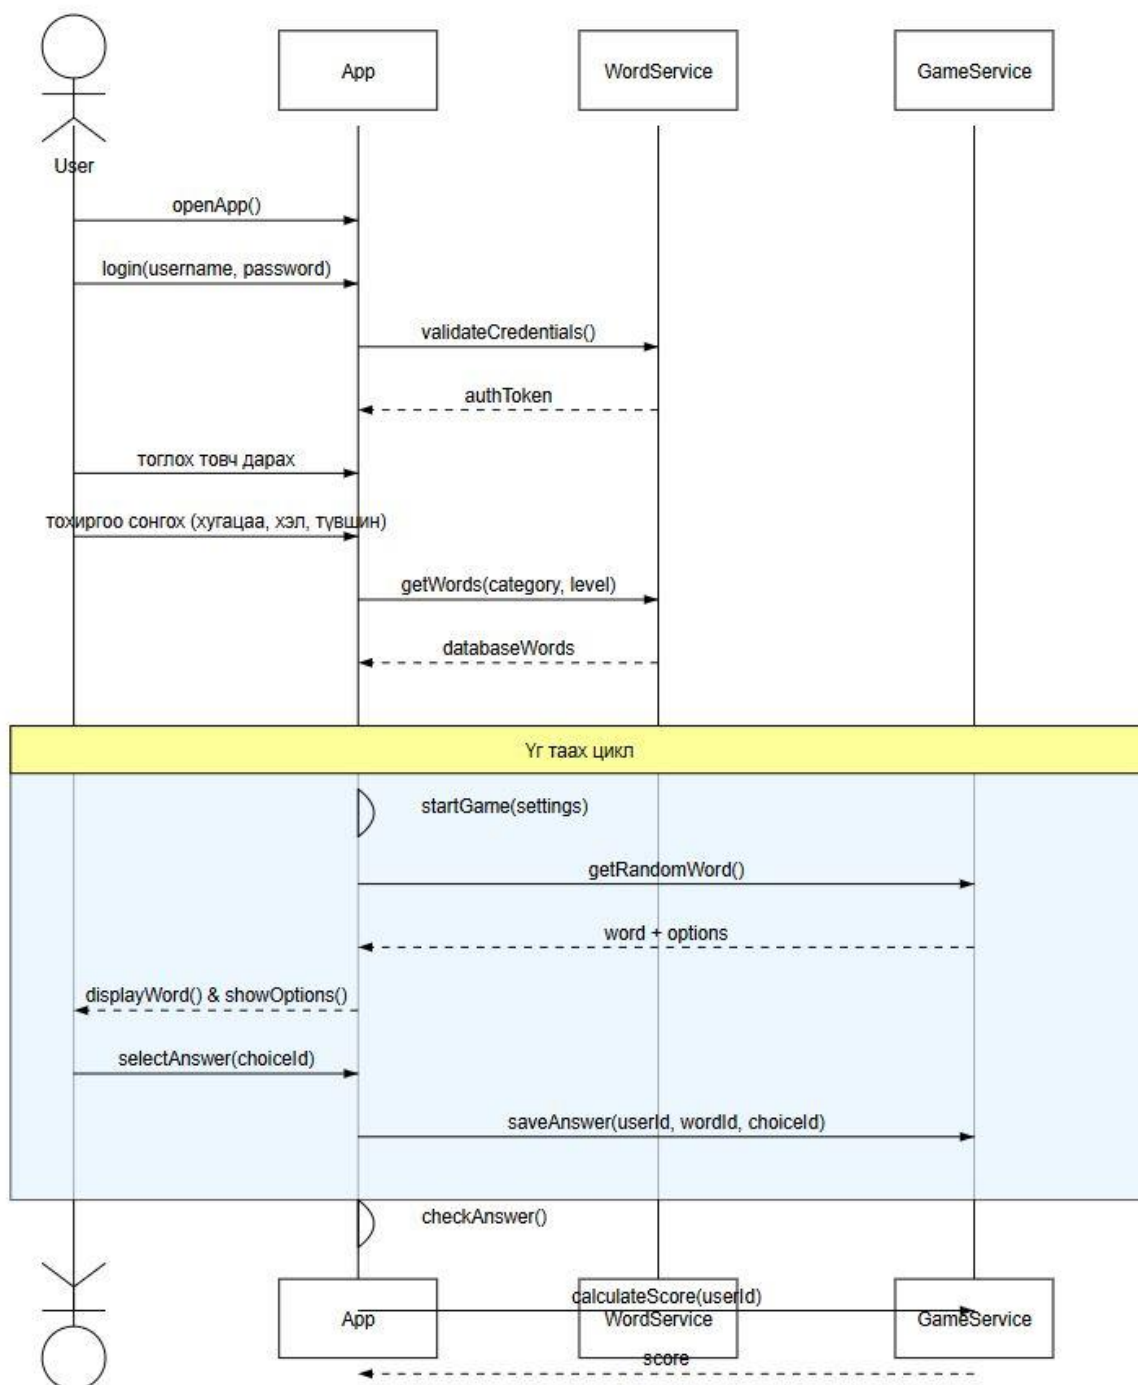 App
WordService
GameService
User
openApp()
login(username, password)
validateCredentials()
authToken
тоглох товч дарах
тохиргоо сонгох (хугацаа, хэл, түвшин)
getWords(category, level)
databaseWords
Үг таах цикл
startGame(settings)
getRandomWord()
word + options
displayWord() & showOptions()
selectAnswer(choiceId)
saveAnswer(userId, wordId, choiceId)
checkAnswer()
calculateScore(userId)
App
WordService
GameService
score